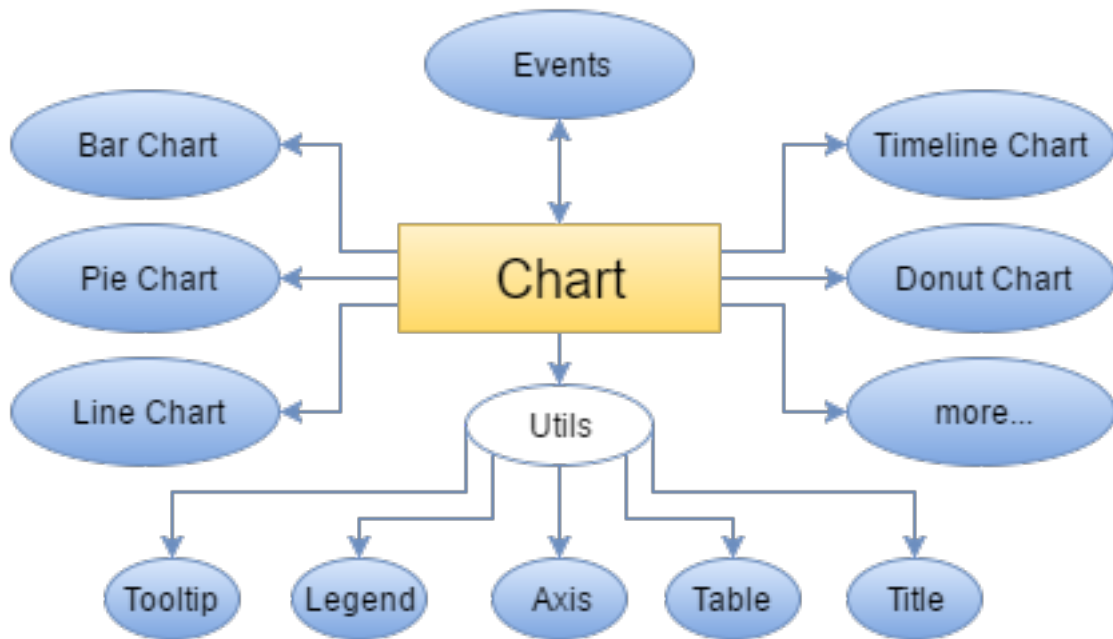 Events
Bar Chart
Timeline Chart
Chart
Pie Chart
Donut Chart
Line Chart
Utils
more...
Tooltip
Legend
Axis
Table
Title